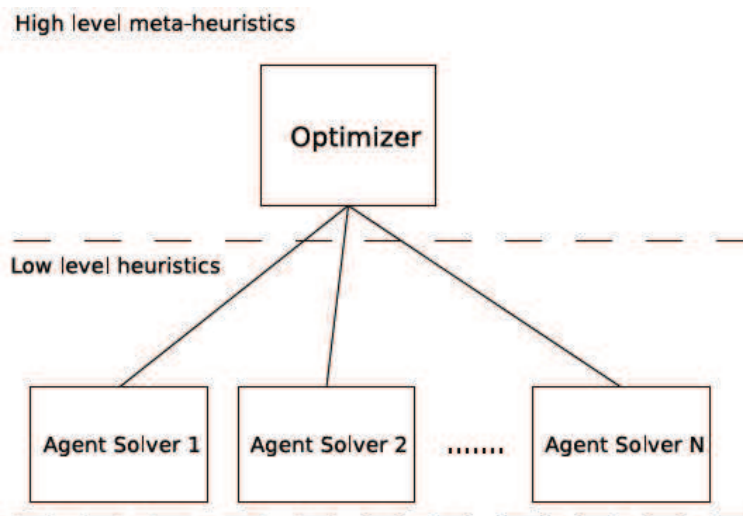 High level meta-heuristics
Optimizer
Low level heuristics
Agent Solver 1
Agent Solver 2
.......
Agent Solver N